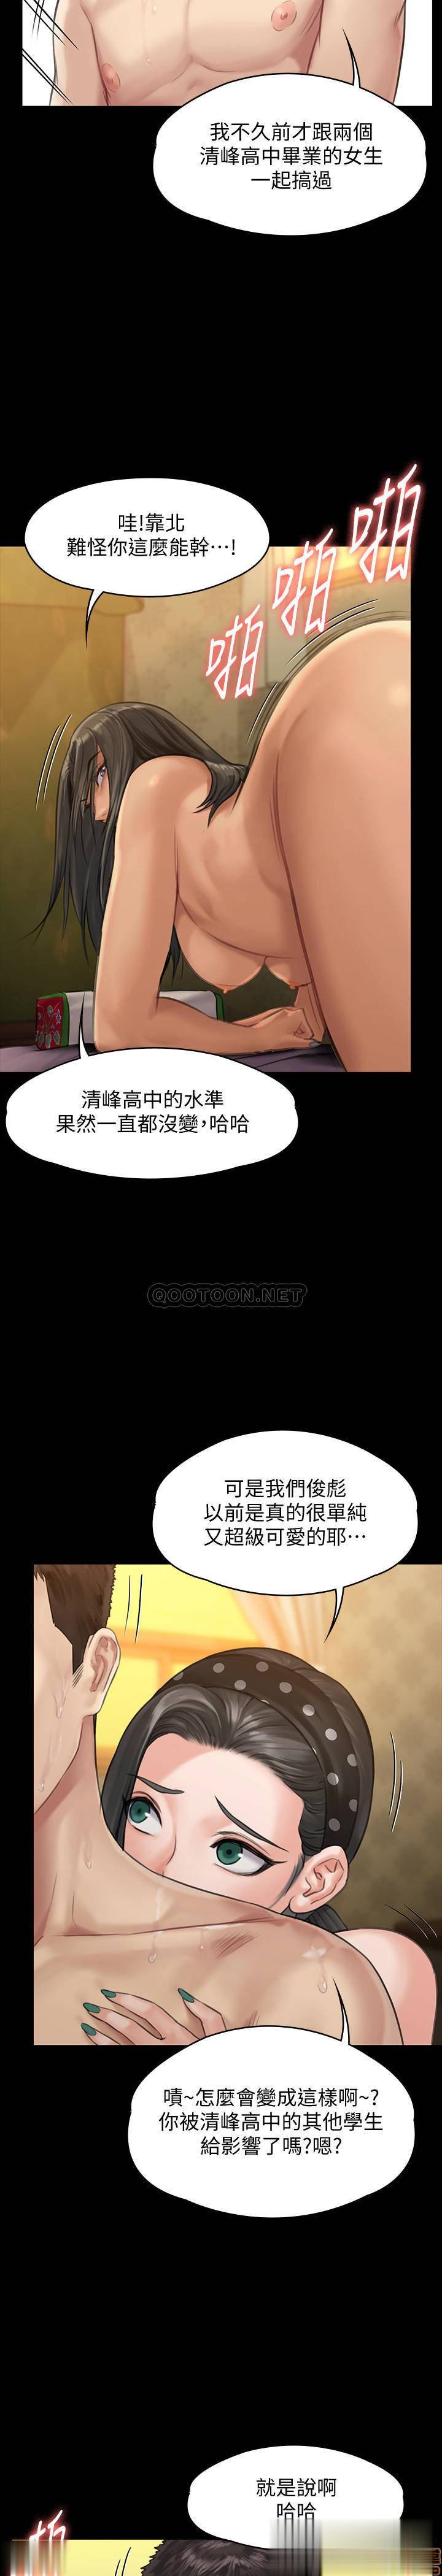 我不久前才跟兩個
清峰高中畢業的女生
一起搞過
哇!靠北
難怪你這麼能幹⋯!
啪啪啪
清峰高中的水準
果然一直都沒變,哈哈
QOOTOON.NET
可是我們俊彪
以前是真的很單純
又超級可愛的耶⋯
嘖~怎麼會變成這樣啊~?
你被清峰高中的其他學生
給影響了嗎?嗯?
就是說啊
哈哈
啪